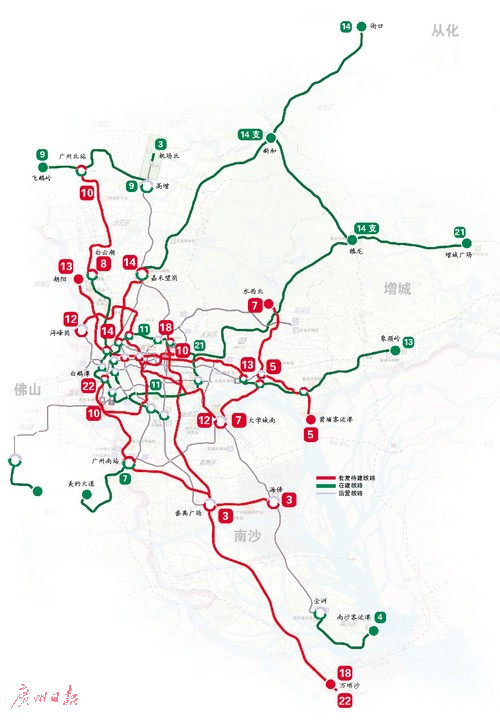 14
街口
从化
14 支
新和
3
机场北
9
广州北站
飞鹅岭
9
高增
10
14 支
镇龙
21
增城广场
白云湖
8
13
朝阳
14
嘉禾望岗
水西北
7
增城
12
浔峰岗
14
11
18
10
21
象颈岭
13
白鹅潭
22
佛山
13
5
11
10
12
7
大学城南
黄埔客运港
5
广州南站
7
美的大道
批复待建线路
在建线路
运营线路
海傍
3
番禺广场
3
南沙
金洲
南沙客运港
4
18
万顷沙
22
广州日报